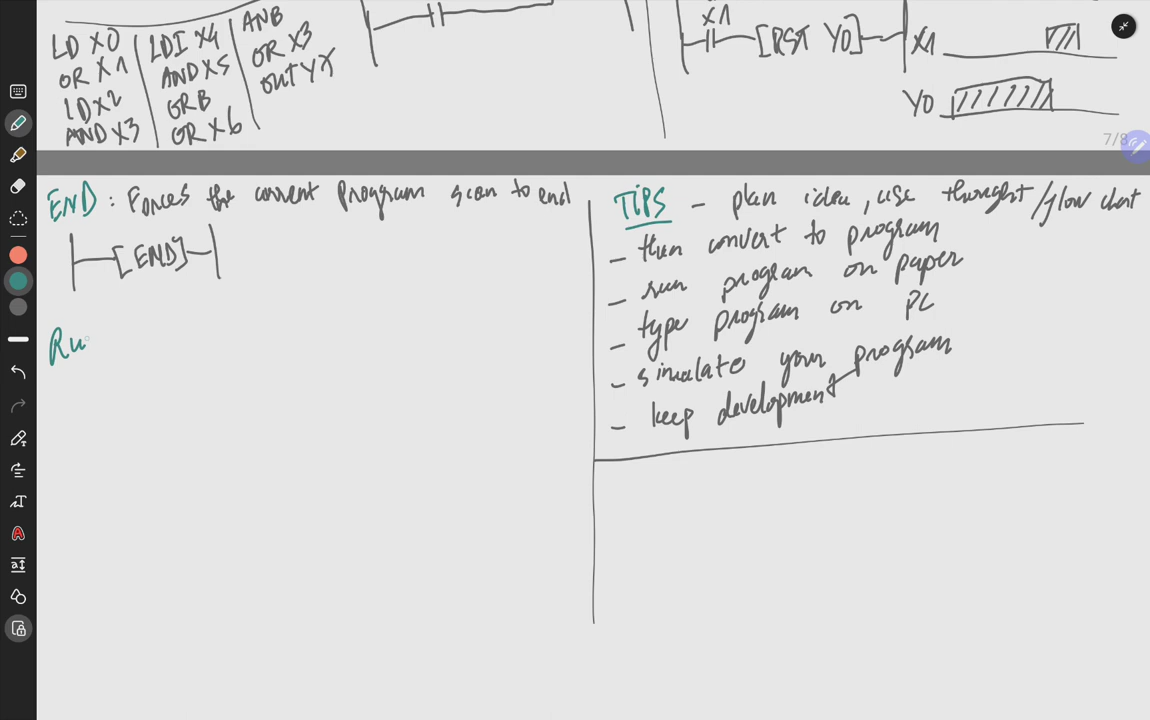 LD X0
OR X1
LD X2
AND X3
LDI X4
AND X5
ORB
OR X6
ANB
OR X3
OUT Y7
X1
[RST Y0]
X1
Y0
7/8
END : Forces the current Program scan to end
[END]
Ru
TIPS - plan idea, use thought/flow chart
- then convert to program
- run program on paper
- type program on PC
- simulate your program
- keep development